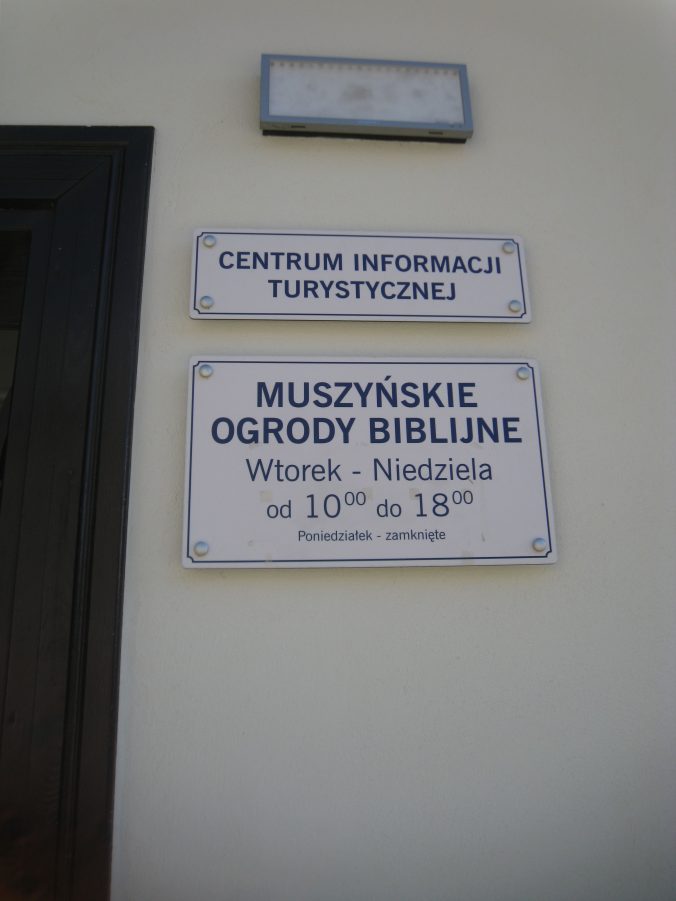 CENTRUM INFORMACJI
TURYSTYCZNEJ
MUSZYŃSKIE
OGRODY BIBLIJNE
Wtorek - Niedziela
od 10⁰⁰ do 18⁰⁰
Poniedziałek - zamknięte